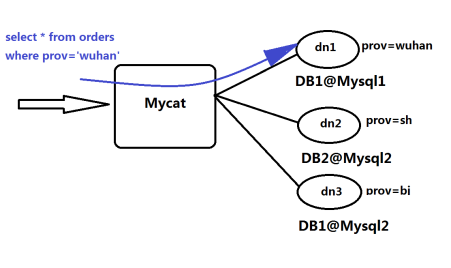 select * from orders
where prov='wuhan'
Mycat
dn1
prov=wuhan
DB1@Mysql1
dn2
prov=sh
DB2@Mysql2
dn3
prov=bi
DB1@Mysql2